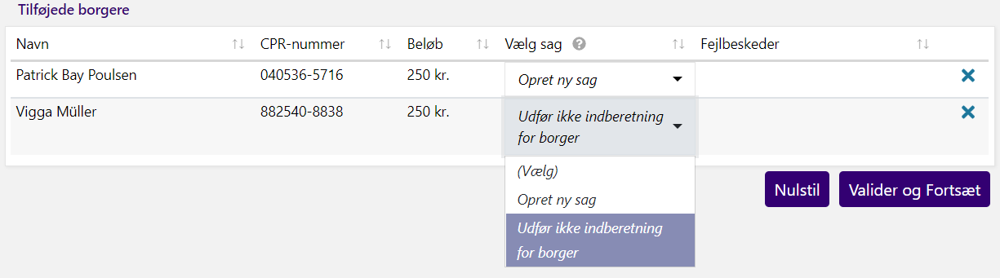 Tilføjede borgere
Navn CPR-nummer Beløb Vælg sag ? Fejlbeskeder
Patrick Bay Poulsen 040536-5716 250 kr. Opret ny sag
Vigga Müller 882540-8838 250 kr. Udfør ikke indberetning
for borger
(Vælg)
Opret ny sag
Udfør ikke indberetning
for borger
Nulstil Valider og Fortsæt